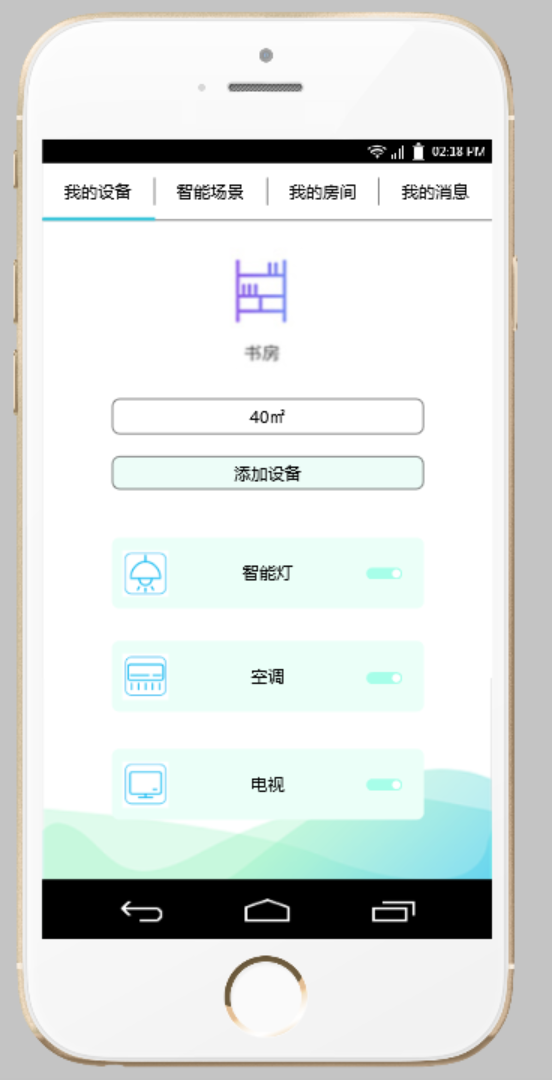 02:18 PM
我的设备
智能场景
我的房间
我的消息
书房
40㎡
添加设备
智能灯
空调
电视